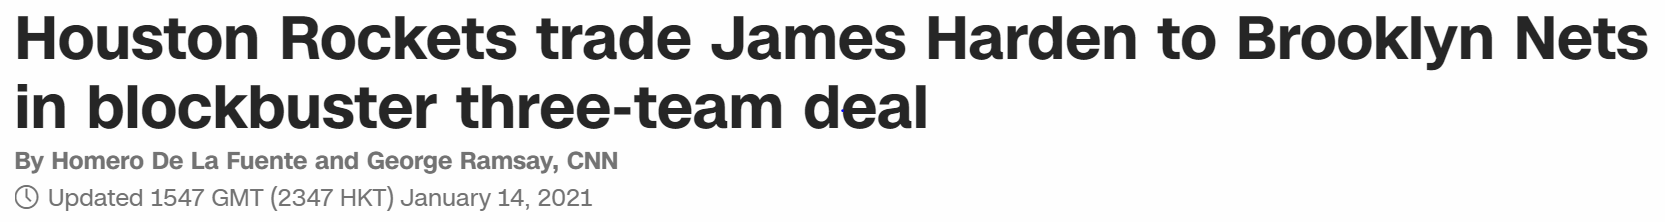 Houston Rockets trade James Harden to Brooklyn Nets
in blockbuster three-team deal
By Homero De La Fuente and George Ramsay, CNN
Updated 1547 GMT (2347 HKT) January 14, 2021